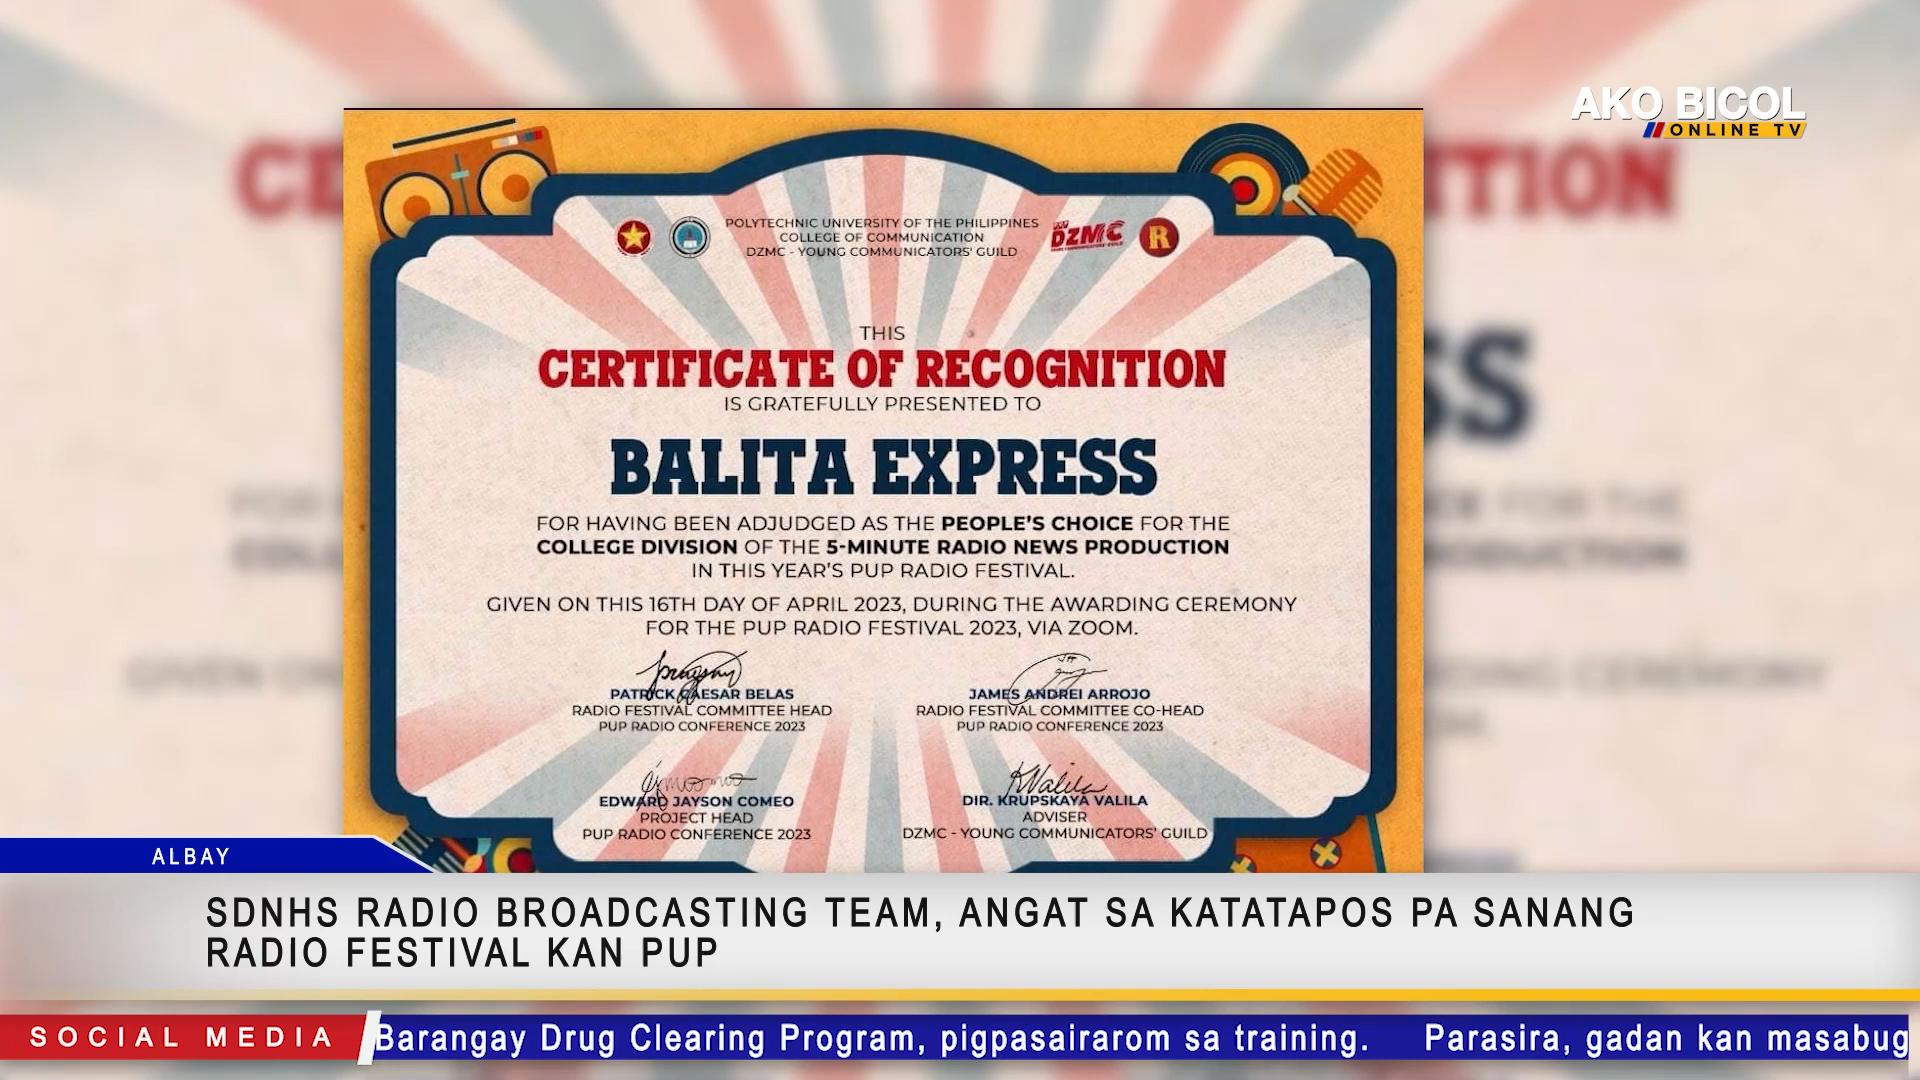 AKO BICOL
ONLINE TV
POLYTECHNIC UNIVERSITY OF THE PHILIPPINES
COLLEGE OF COMMUNICATION
DZMC - YOUNG COMMUNICATORS' GUILD
DZMC
R
THIS
CERTIFICATE OF RECOGNITION
IS GRATEFULLY PRESENTED TO
BALITA EXPRESS
FOR HAVING BEEN ADJUDGED AS THE PEOPLE'S CHOICE FOR THE
COLLEGE DIVISION OF THE 5-MINUTE RADIO NEWS PRODUCTION
IN THIS YEAR'S PUP RADIO FESTIVAL.
GIVEN ON THIS 16TH DAY OF APRIL 2023, DURING THE AWARDING CEREMONY
FOR THE PUP RADIO FESTIVAL 2023, VIA ZOOM.
PATRICK CAESAR BELAS
RADIO FESTIVAL COMMITTEE HEAD
PUP RADIO CONFERENCE 2023
JAMES ANDREI ARROJO
RADIO FESTIVAL COMMITTEE CO-HEAD
PUP RADIO CONFERENCE 2023
EDWARD JAYSON COMEO
PROJECT HEAD
PUP RADIO CONFERENCE 2023
KValila
DIR. KRUPSKAYA VALILA
ADVISER
DZMC - YOUNG COMMUNICATORS' GUILD
ALBAY
SDNHS RADIO BROADCASTING TEAM, ANGAT SA KATATAPOS PA SANANG
RADIO FESTIVAL KAN PUP
SOCIAL MEDIA
Barangay Drug Clearing Program, pigpasairarom sa training. Parasira, gadan kan masabug